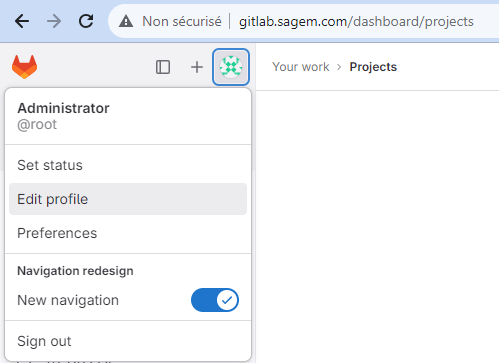 Non sécurisé gitlab.sagem.com/dashboard/projects
Your work › Projects
Administrator
@root
Set status
Edit profile
Preferences
Navigation redesign
New navigation
Sign out